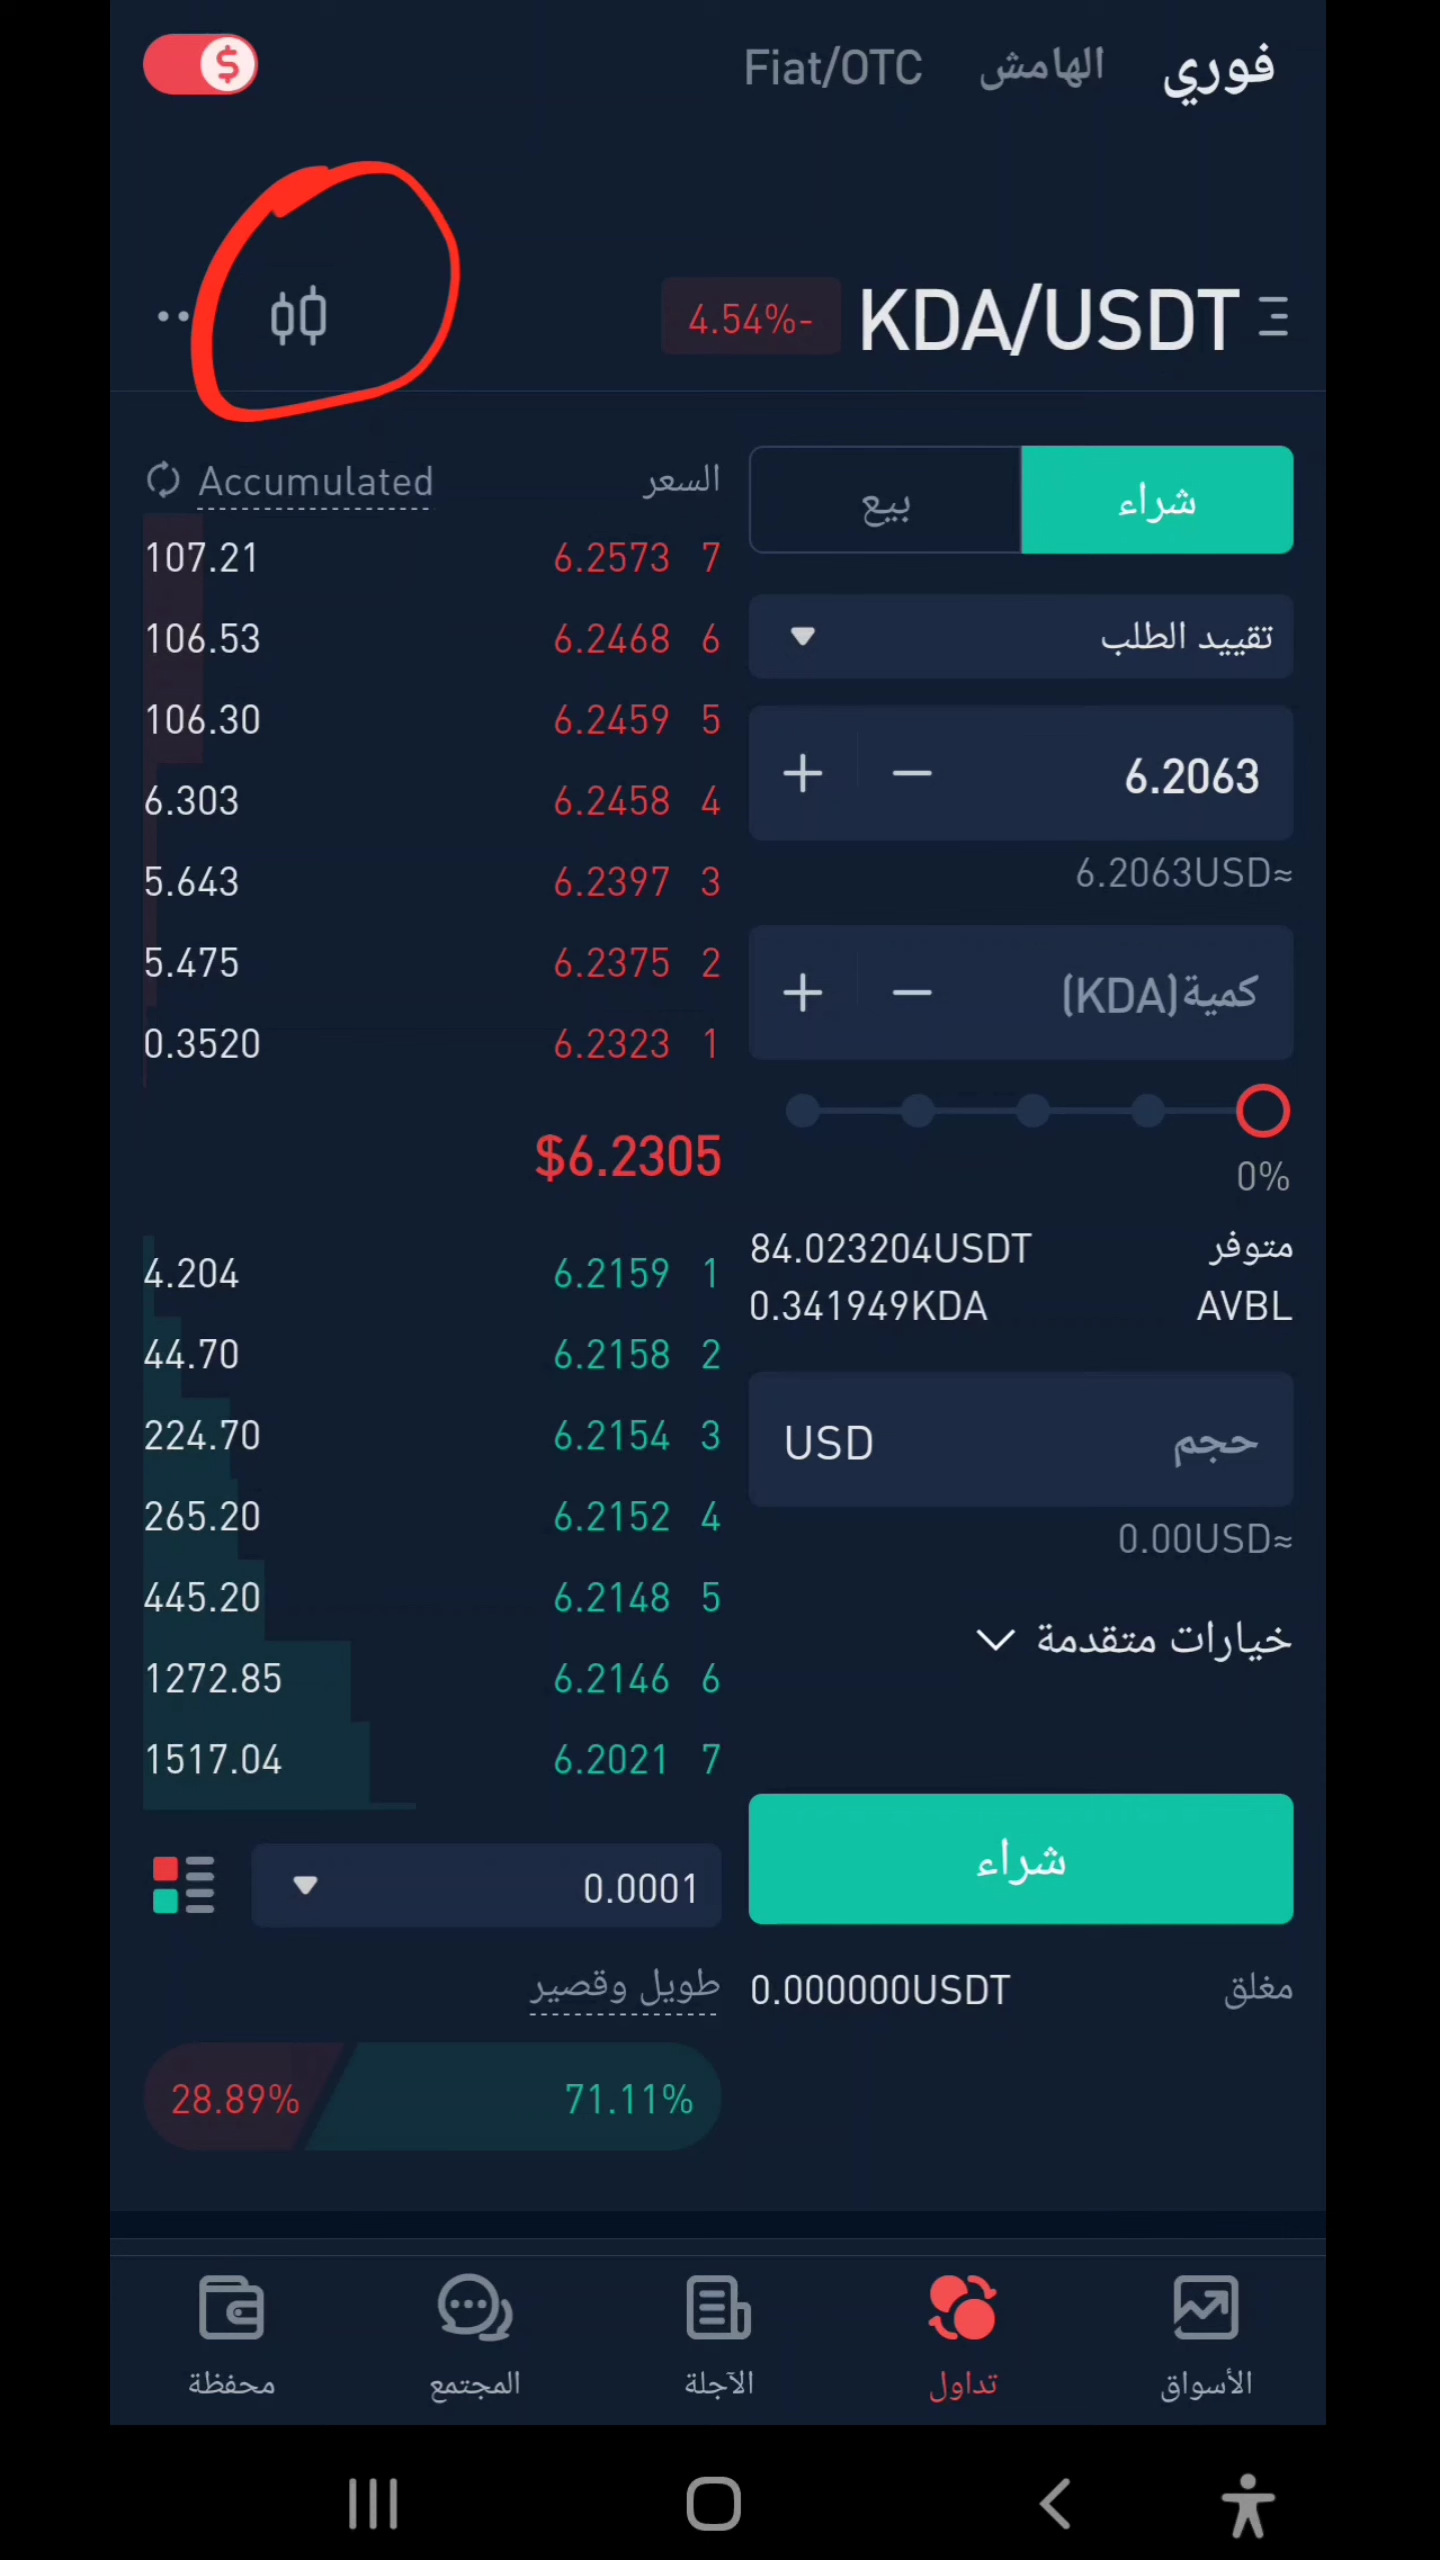 فوري الهامش Fiat/OTC
KDA/USDT 4.54%-
شراء بيع
تقييد الطلب
6.2063
6.2063USD≈
كمية(KDA)
0%
متوفر 84.023204USDT
AVBL 0.341949KDA
حجم USD
0.00USD≈
خيارات متقدمة
شراء
مغلق 0.000000USDT
السعر Accumulated
7 6.2573 107.21
6 6.2468 106.53
5 6.2459 106.30
4 6.2458 6.303
3 6.2397 5.643
2 6.2375 5.475
1 6.2323 0.3520
$6.2305
1 6.2159 4.204
2 6.2158 44.70
3 6.2154 224.70
4 6.2152 265.20
5 6.2148 445.20
6 6.2146 1272.85
7 6.2021 1517.04
0.0001
طويل وقصير
71.11% 28.89%
الأسواق تداول الآجلة المجتمع محفظة